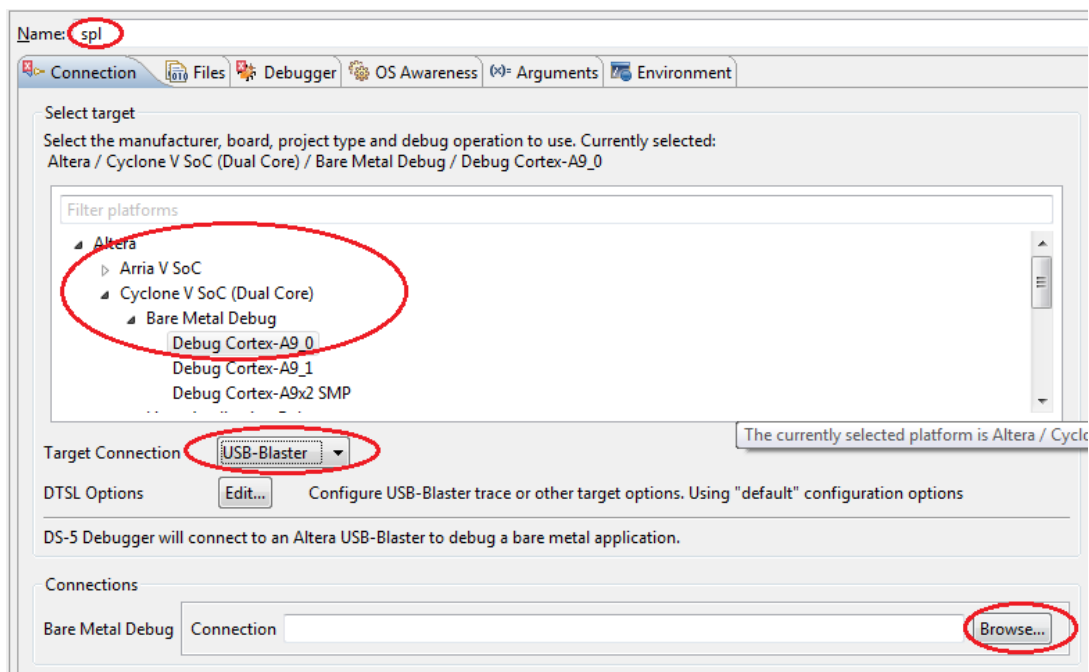 Name: spl
Connection Files Debugger OS Awareness (x)= Arguments Environment
Select target
Select the manufacturer, board, project type and debug operation to use. Currently selected:
Altera / Cyclone V SoC (Dual Core) / Bare Metal Debug / Debug Cortex-A9_0
Filter platforms
Altera
Arria V SoC
Cyclone V SoC (Dual Core)
Bare Metal Debug
Debug Cortex-A9_0
Debug Cortex-A9_1
Debug Cortex-A9x2 SMP
The currently selected platform is Altera / Cyclo
Target Connection USB-Blaster
DTSL Options Edit... Configure USB-Blaster trace or other target options. Using "default" configuration options
DS-5 Debugger will connect to an Altera USB-Blaster to debug a bare metal application.
Connections
Bare Metal Debug Connection Browse...